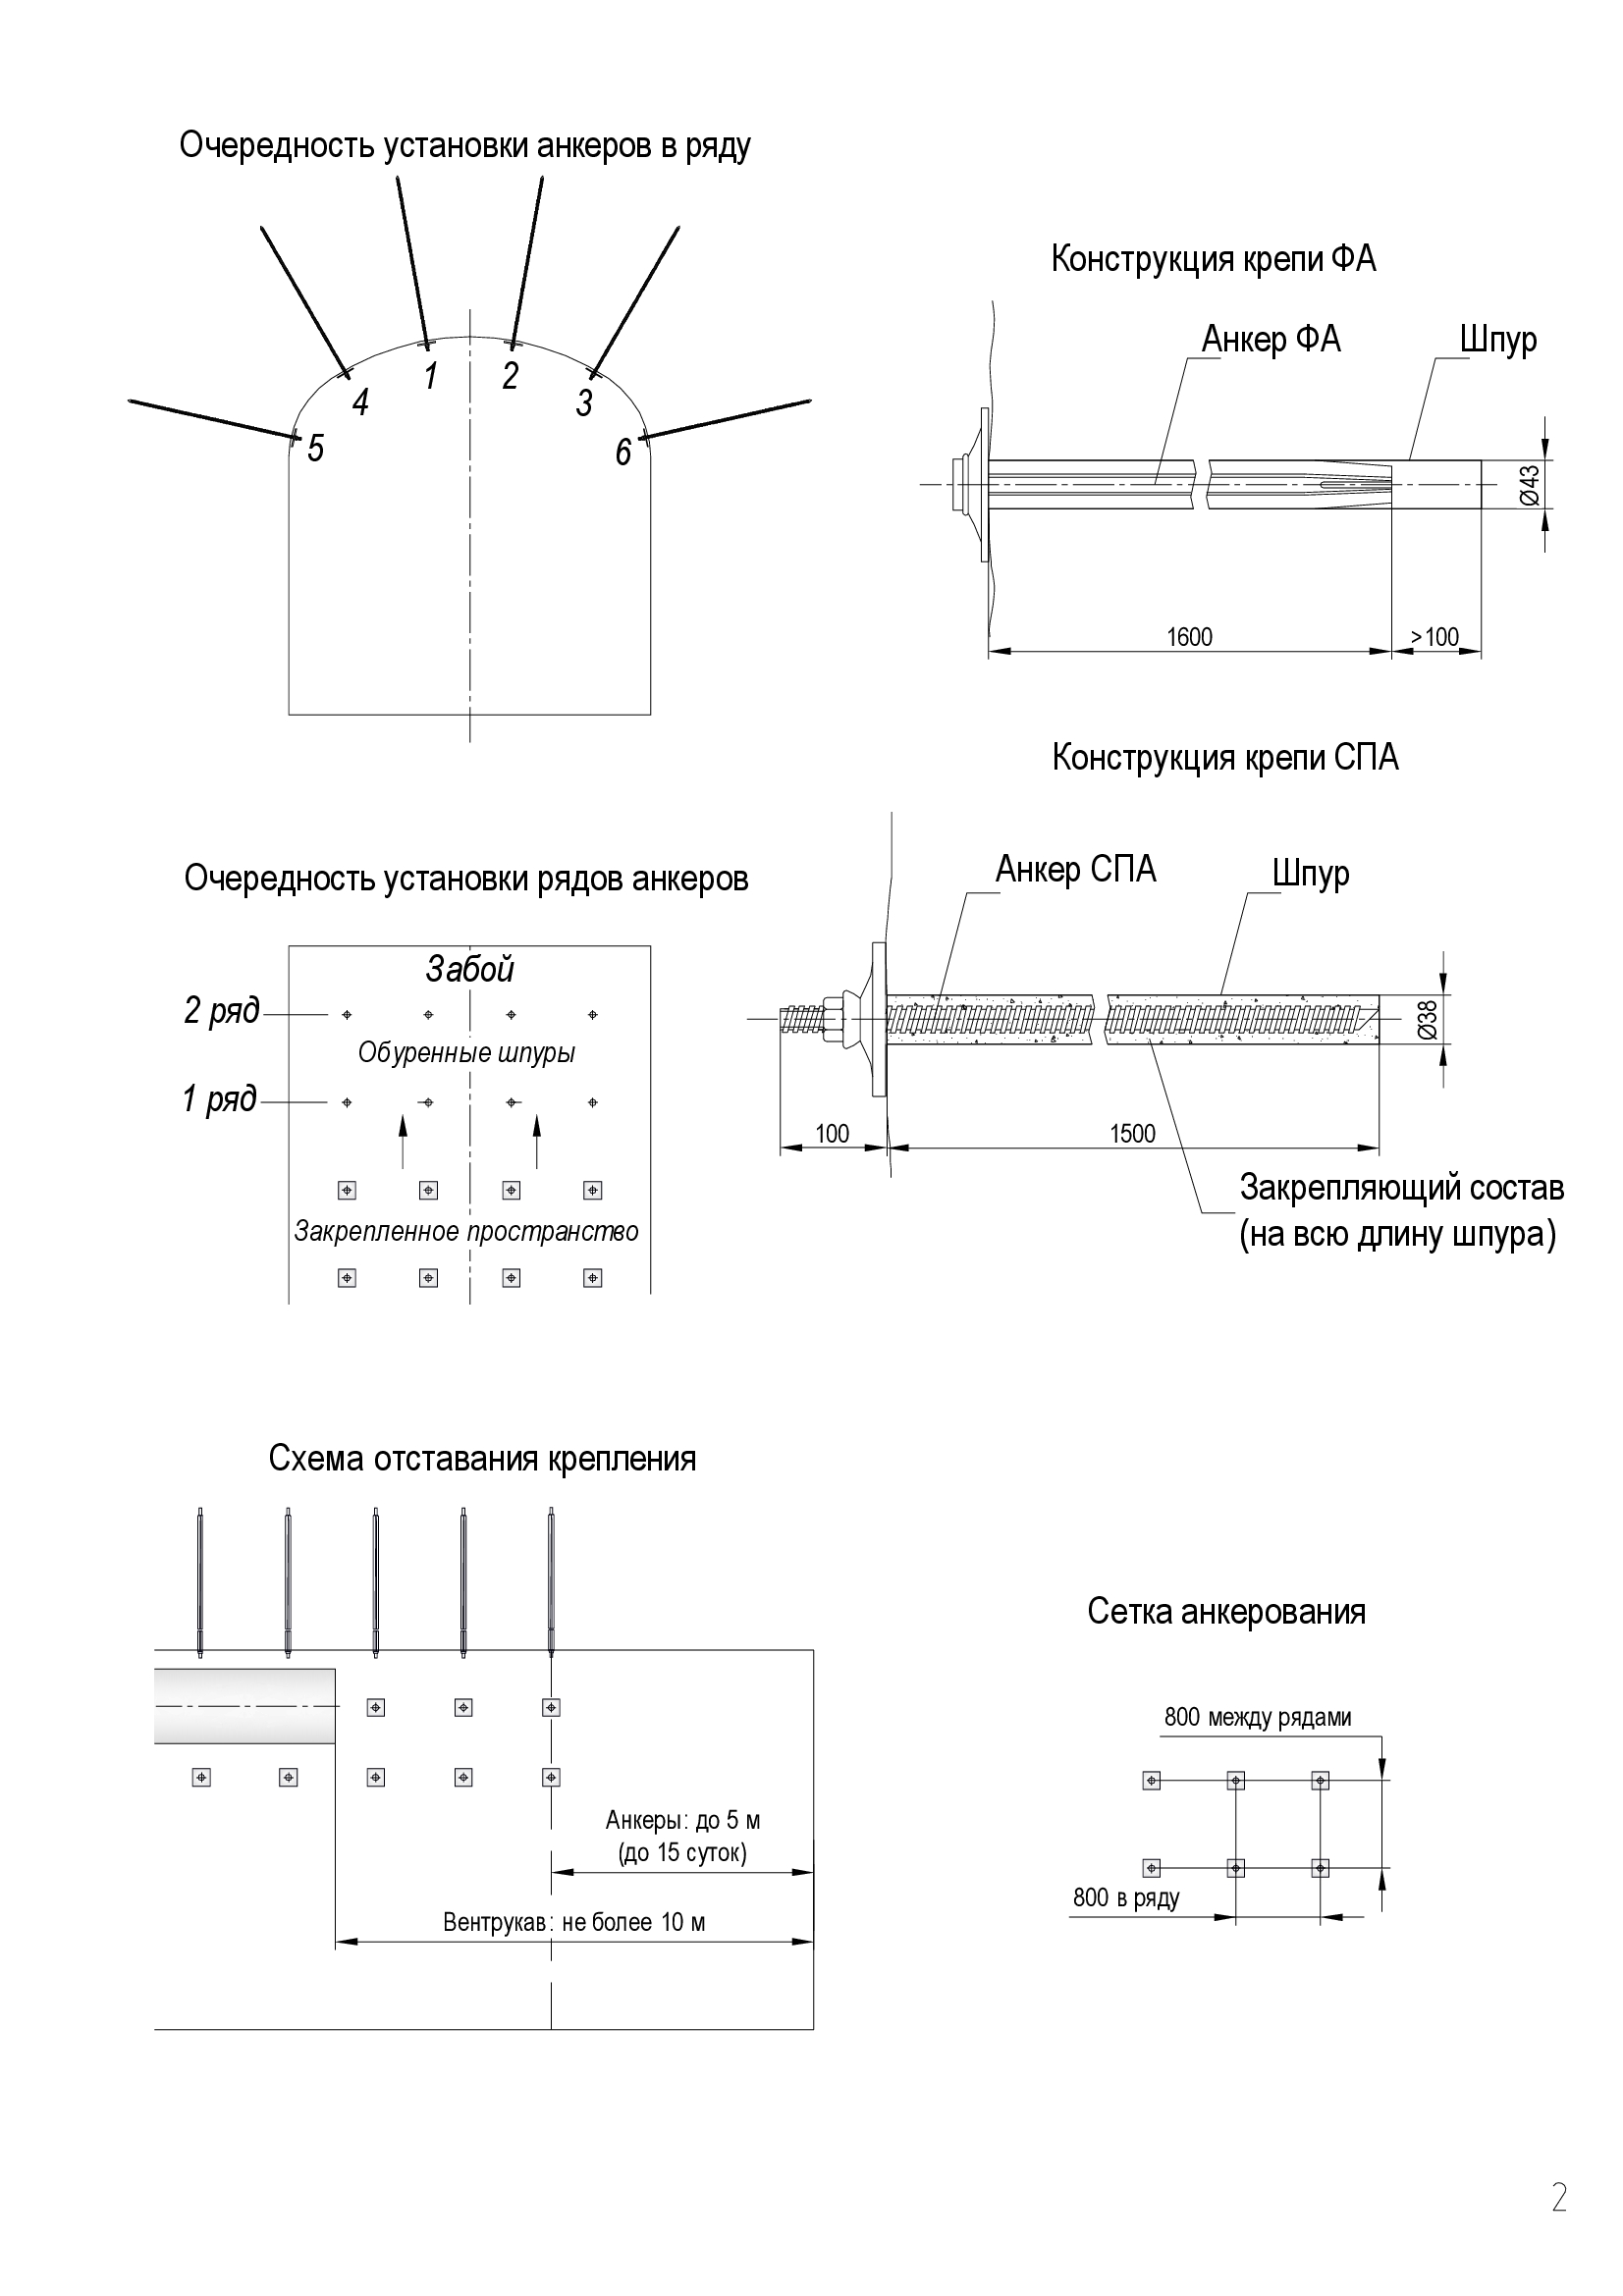 Очередность установки анкеров в ряду
1
2
3
4
5
6
Конструкция крепи ФА
Анкер ФА
Шпур
Ø43
1600
>100
Конструкция крепи СПА
Анкер СПА
Шпур
Ø38
100
1500
Закрепляющий состав
(на всю длину шпура)
Очередность установки рядов анкеров
Забой
2 ряд
Обуренные шпуры
1 ряд
Закрепленное пространство
Схема отставания крепления
Анкеры: до 5 м
(до 15 суток)
Вентрукав: не более 10 м
Сетка анкерования
800 между рядами
800 в ряду
2